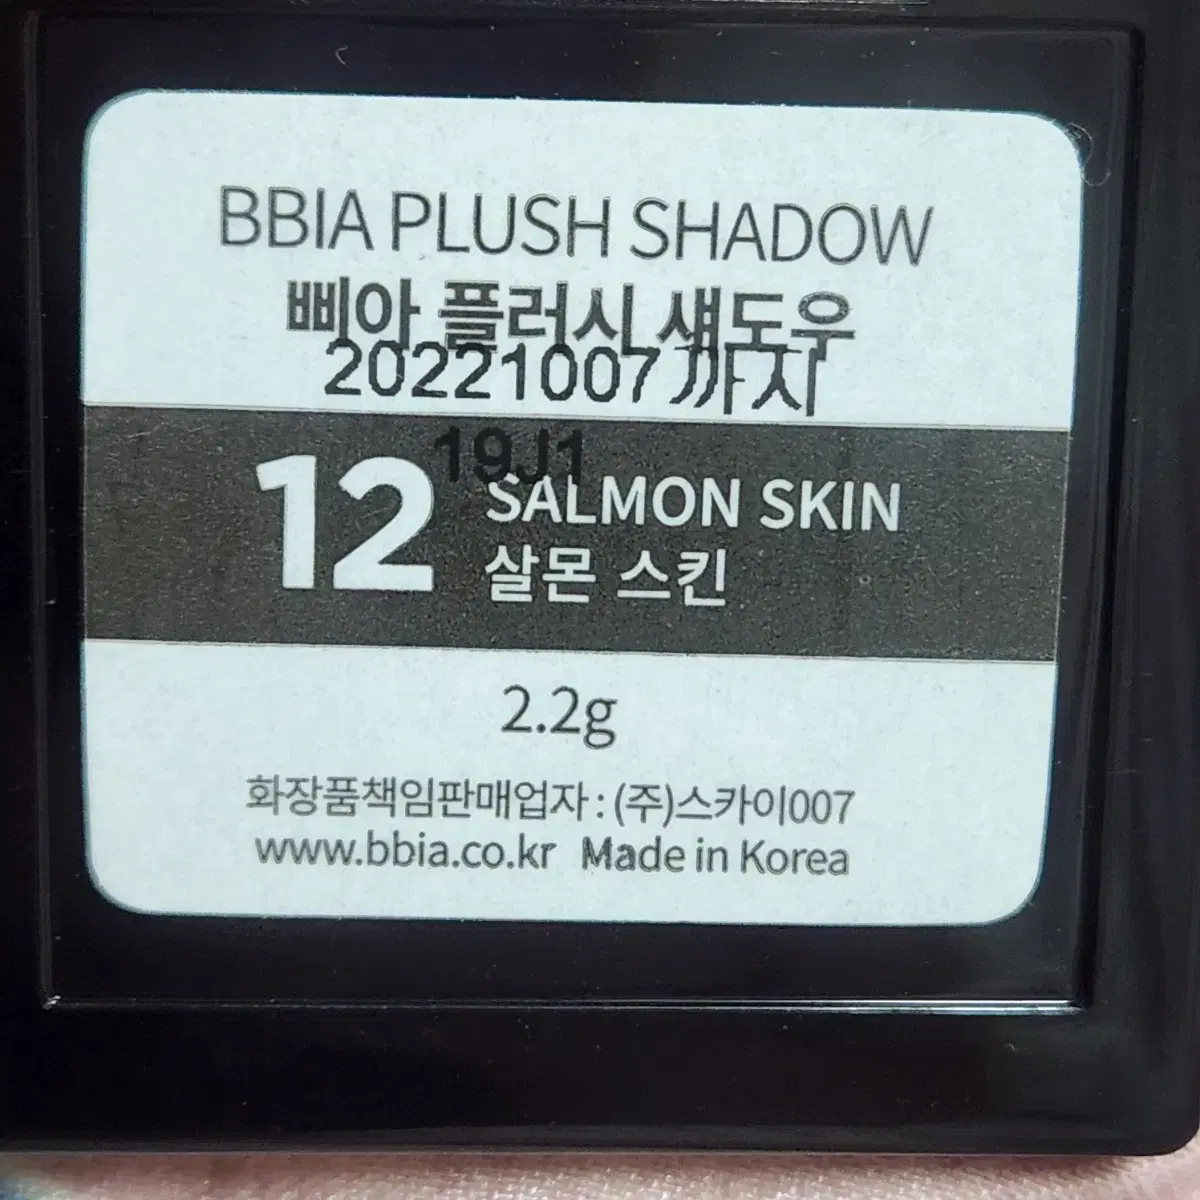 BBIA PLUSH SHADOW
삐아 플러시 섀도우
20221007 까지
19J1
12 SALMON SKIN
살몬 스킨
2.2g
화장품책임판매업자 : (주)스카이007
www.bbia.co.kr Made in Korea